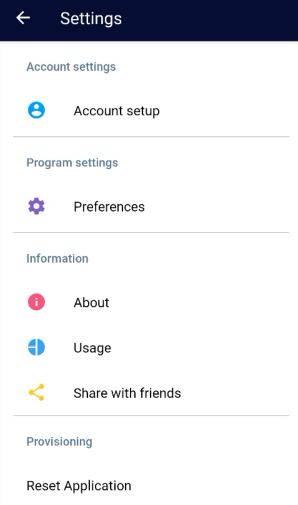 Settings
Account settings
Account setup
Program settings
Preferences
Information
About
Usage
Share with friends
Provisioning
Reset Application